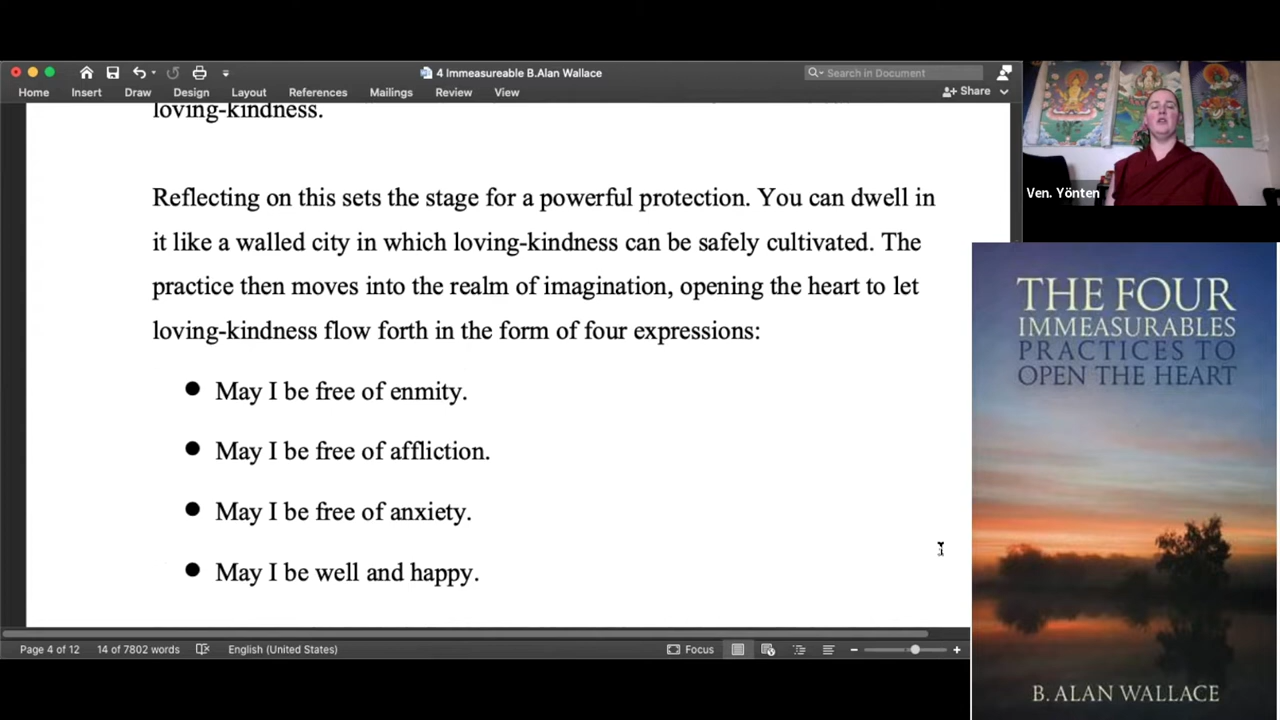 4 Immeasureable B.Alan Wallace
Search in Document
Home Insert Draw Design Layout References Mailings Review View
Share
loving-kindness.
Reflecting on this sets the stage for a powerful protection. You can dwell in
it like a walled city in which loving-kindness can be safely cultivated. The
practice then moves into the realm of imagination, opening the heart to let
loving-kindness flow forth in the form of four expressions:
● May I be free of enmity.
● May I be free of affliction.
● May I be free of anxiety.
● May I be well and happy.
Page 4 of 12 14 of 7802 words English (United States)
Focus
Ven. Yönten
THE FOUR
IMMEASURABLES
PRACTICES TO
OPEN THE HEART
B. ALAN WALLACE